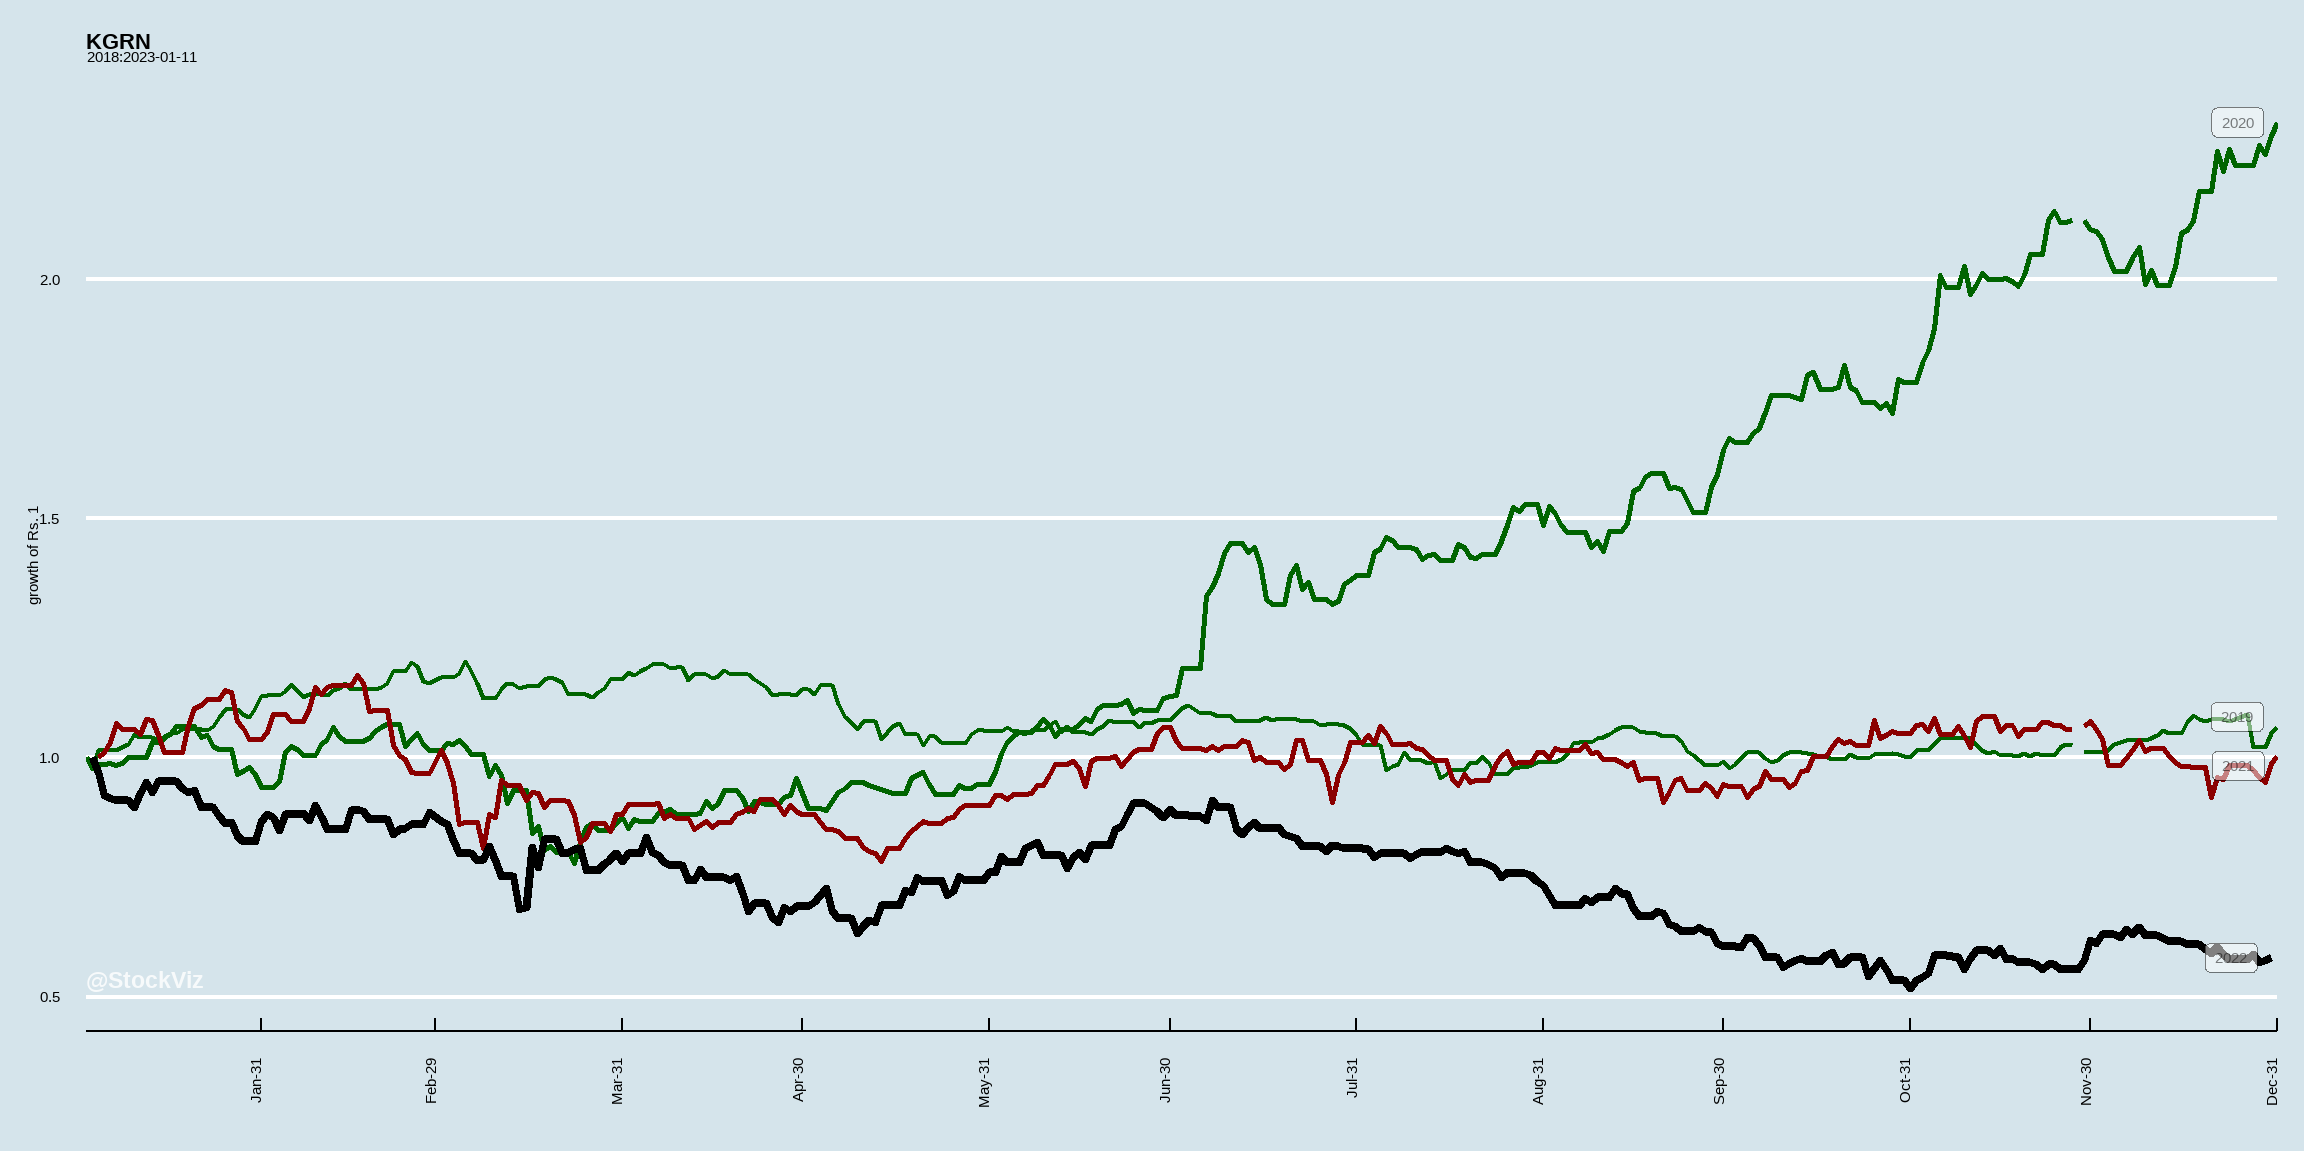 KGRN
2018:2023-01-11
2020
2.0
growth of Rs. 1
1.5
2019
1.0
2021
@StockViz
2022
0.5
Jan-31
Feb-29
Mar-31
Apr-30
May-31
Jun-30
Jul-31
Aug-31
Sep-30
Oct-31
Nov-30
Dec-31